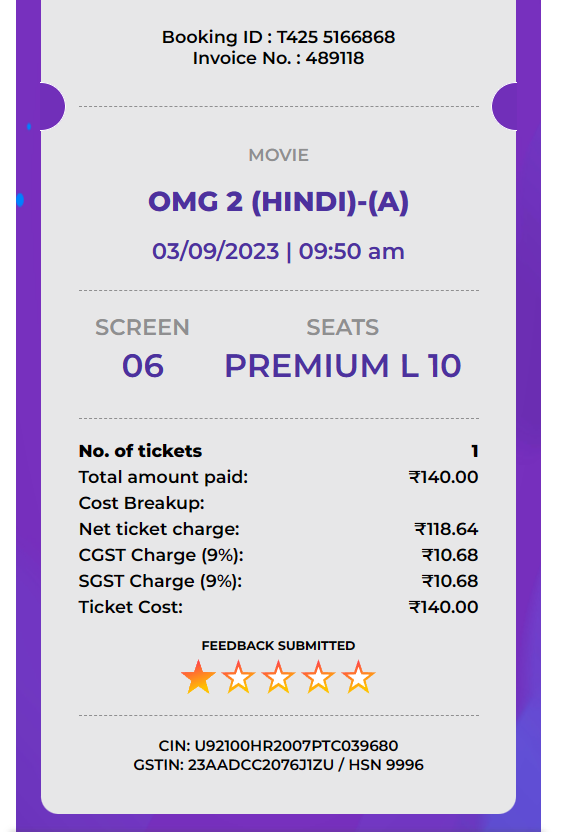 Booking ID : T425 5166868
Invoice No. : 489118
MOVIE
OMG 2 (HINDI)-(A)
03/09/2023 | 09:50 am
SCREEN SEATS
06 PREMIUM L 10
No. of tickets 1
Total amount paid: ₹140.00
Cost Breakup:
Net ticket charge: ₹118.64
CGST Charge (9%): ₹10.68
SGST Charge (9%): ₹10.68
Ticket Cost: ₹140.00
FEEDBACK SUBMITTED
CIN: U92100HR2007PTC039680
GSTIN: 23AADCC2076J1ZU / HSN 9996